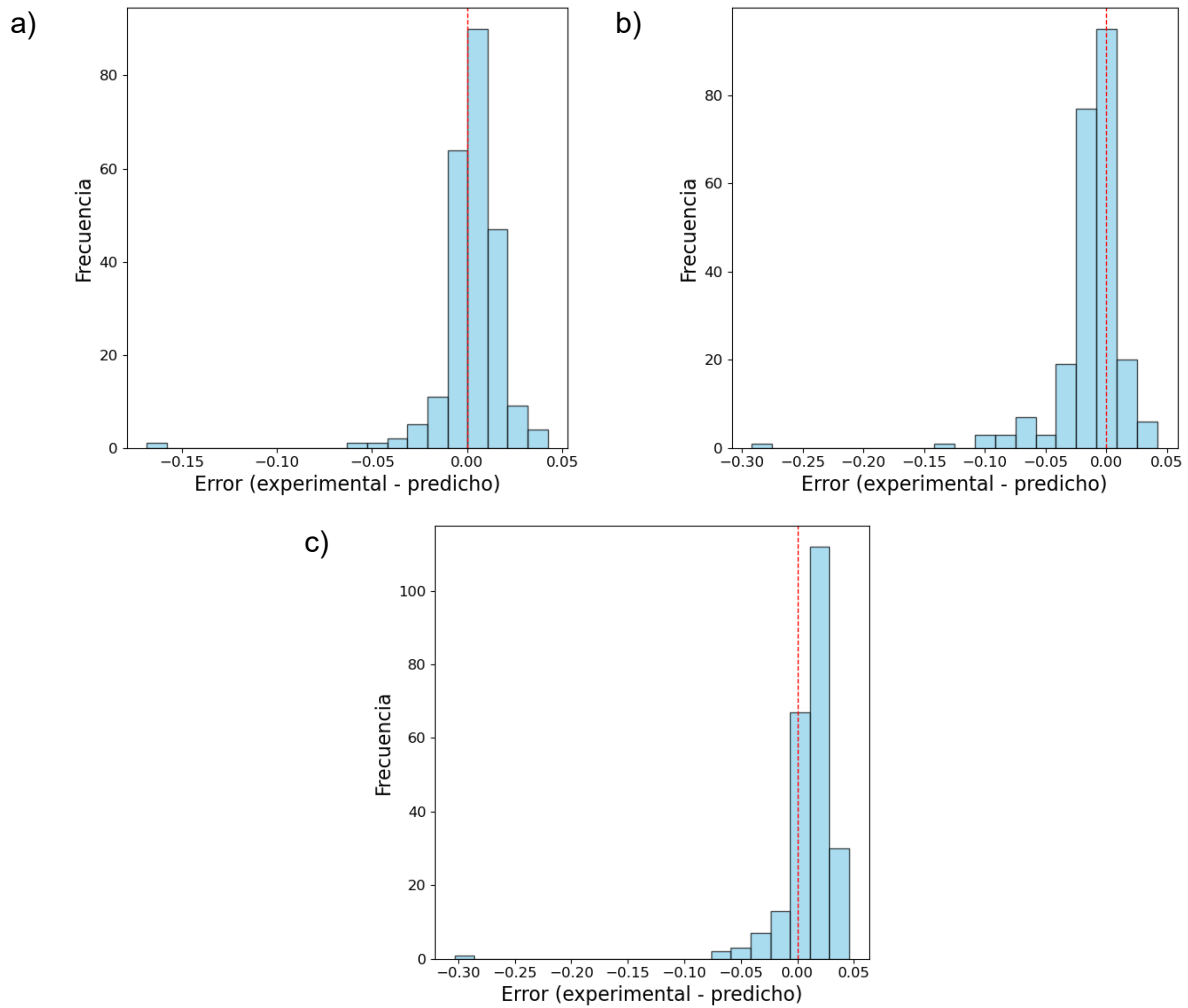 a)
80
60
40
20
0
Frecuencia
−0.15 −0.10 −0.05 0.00 0.05
Error (experimental - predicho)
b)
80
60
40
20
0
Frecuencia
−0.30 −0.25 −0.20 −0.15 −0.10 −0.05 0.00 0.05
Error (experimental - predicho)
c)
100
80
60
40
20
0
Frecuencia
−0.30 −0.25 −0.20 −0.15 −0.10 −0.05 0.00 0.05
Error (experimental - predicho)